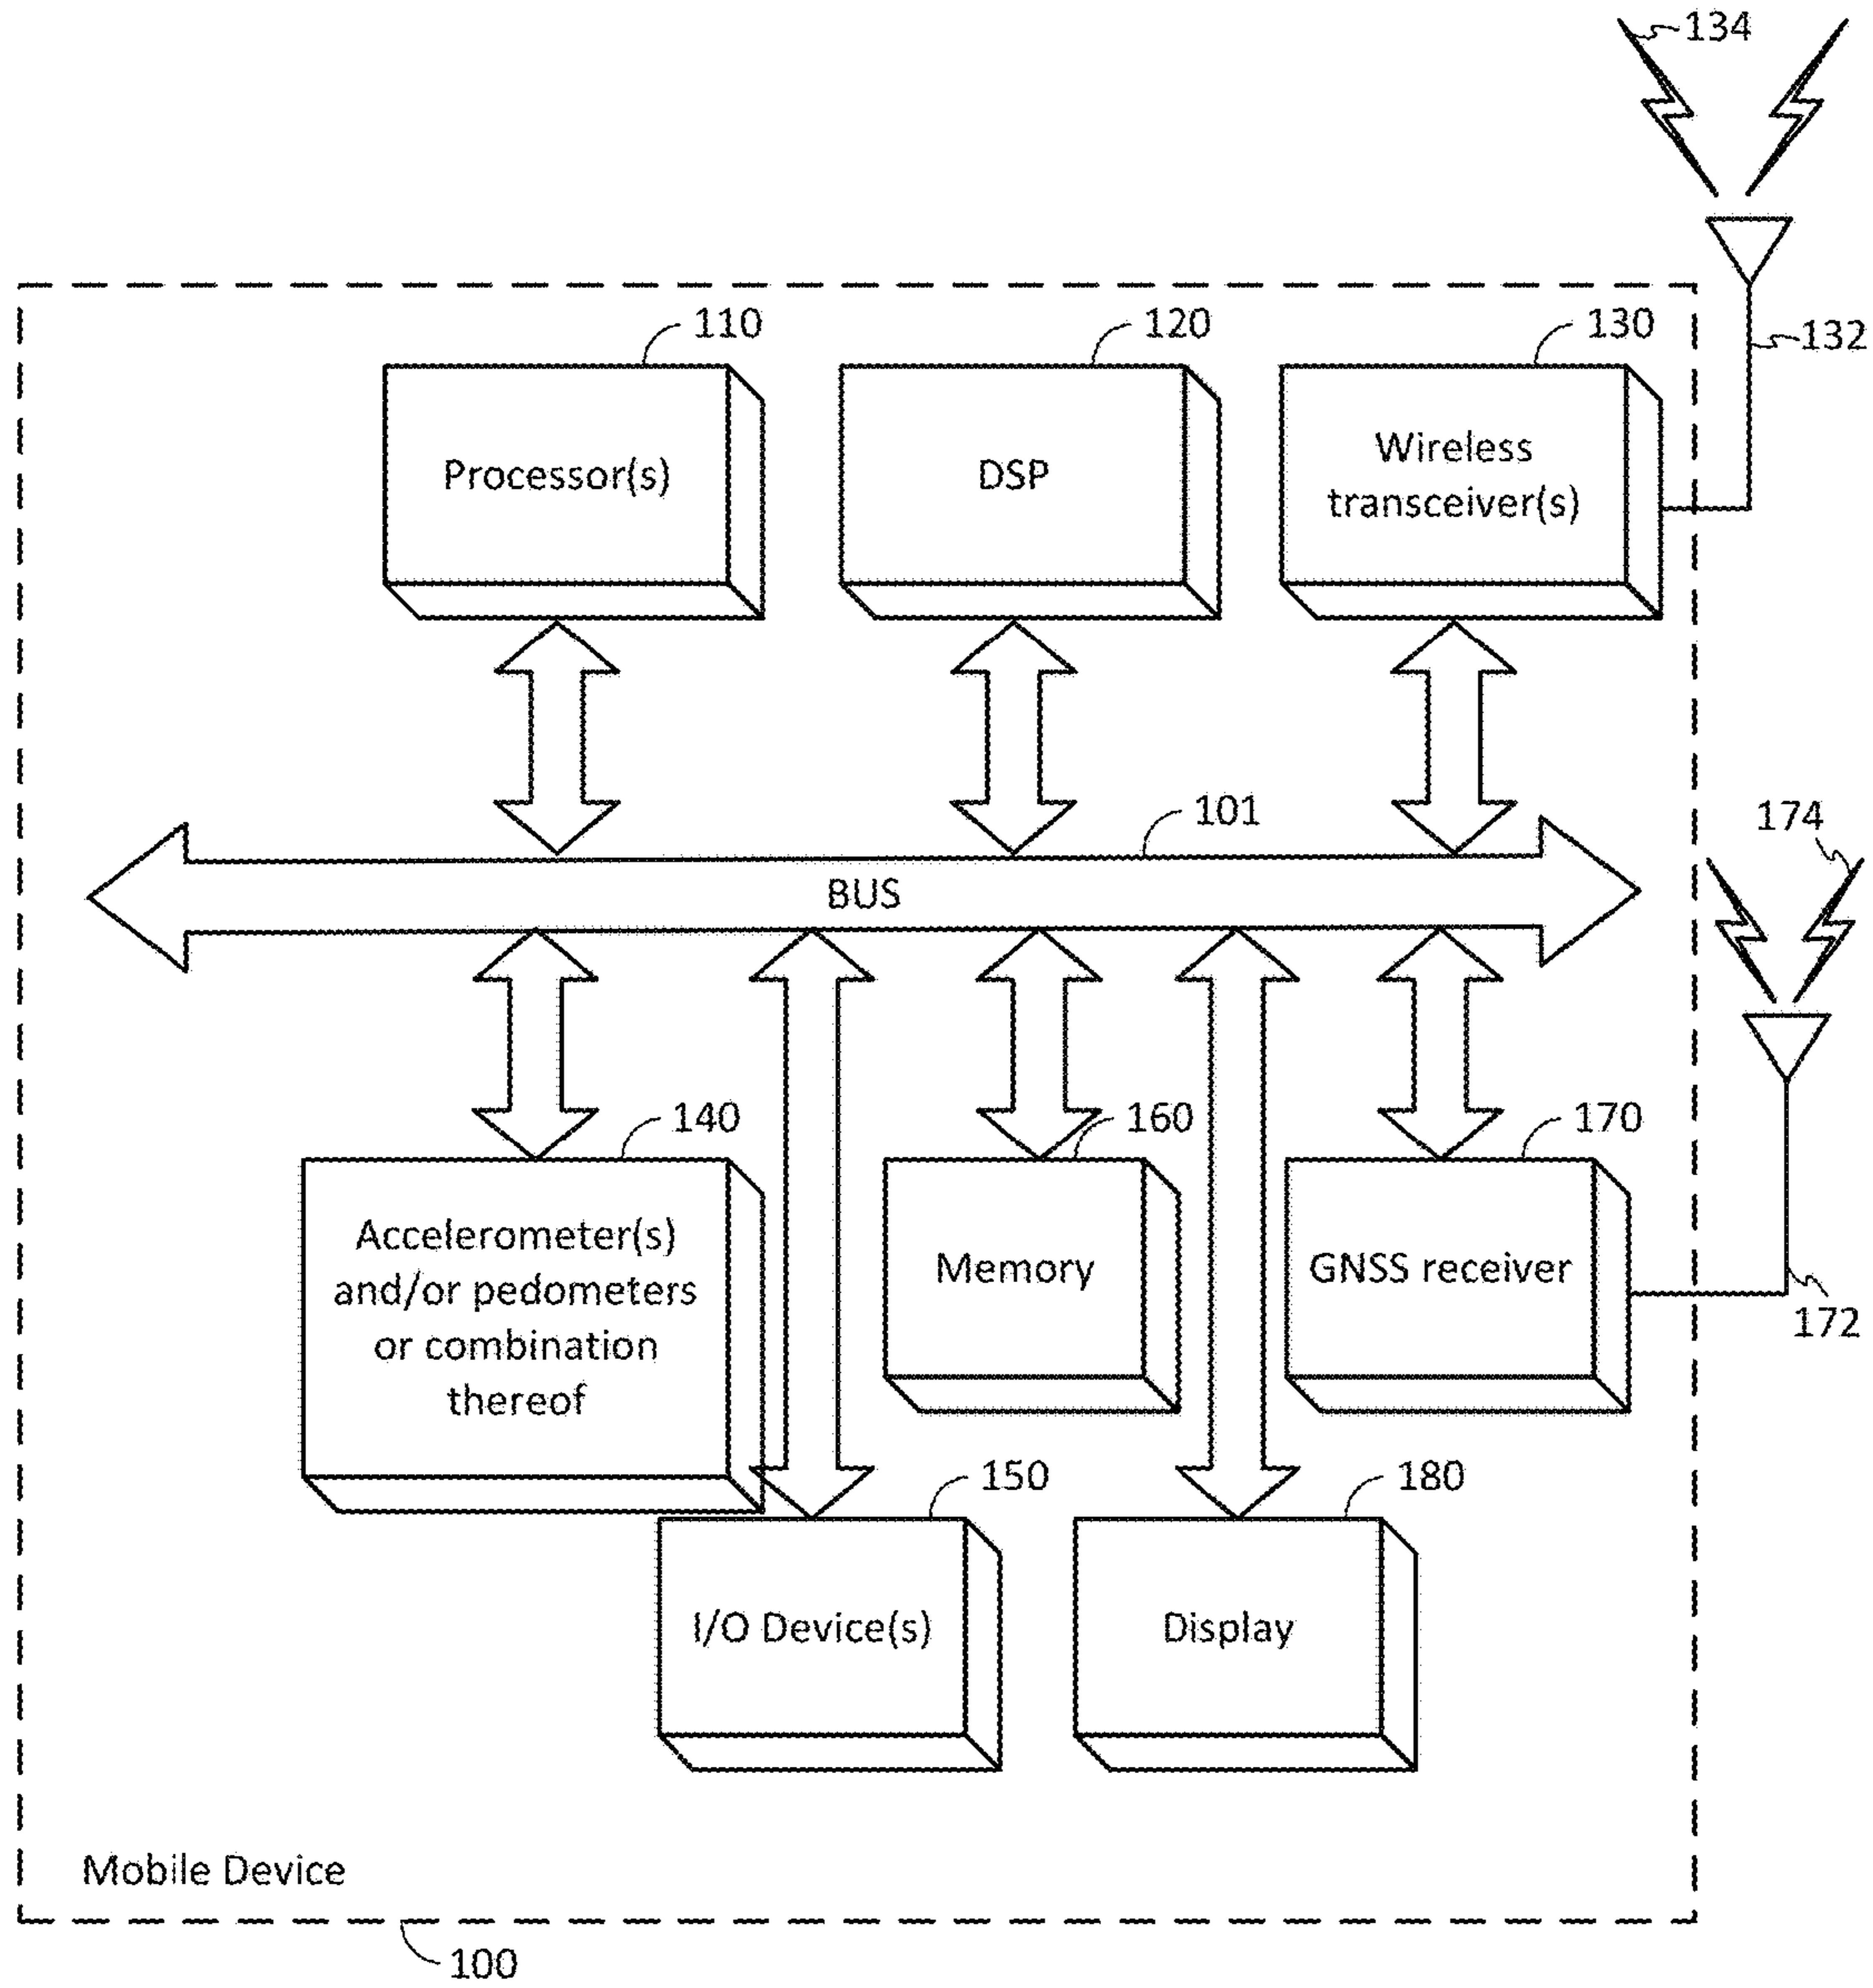 134
110
120
130
132
Processor(s)
DSP
Wireless
transceiver(s)
101
174
BUS
140
160
170
Accelerometer(s)
and/or pedometers
or combination
thereof
Memory
GNSS receiver
172
150
180
I/O Device(s)
Display
Mobile Device
100